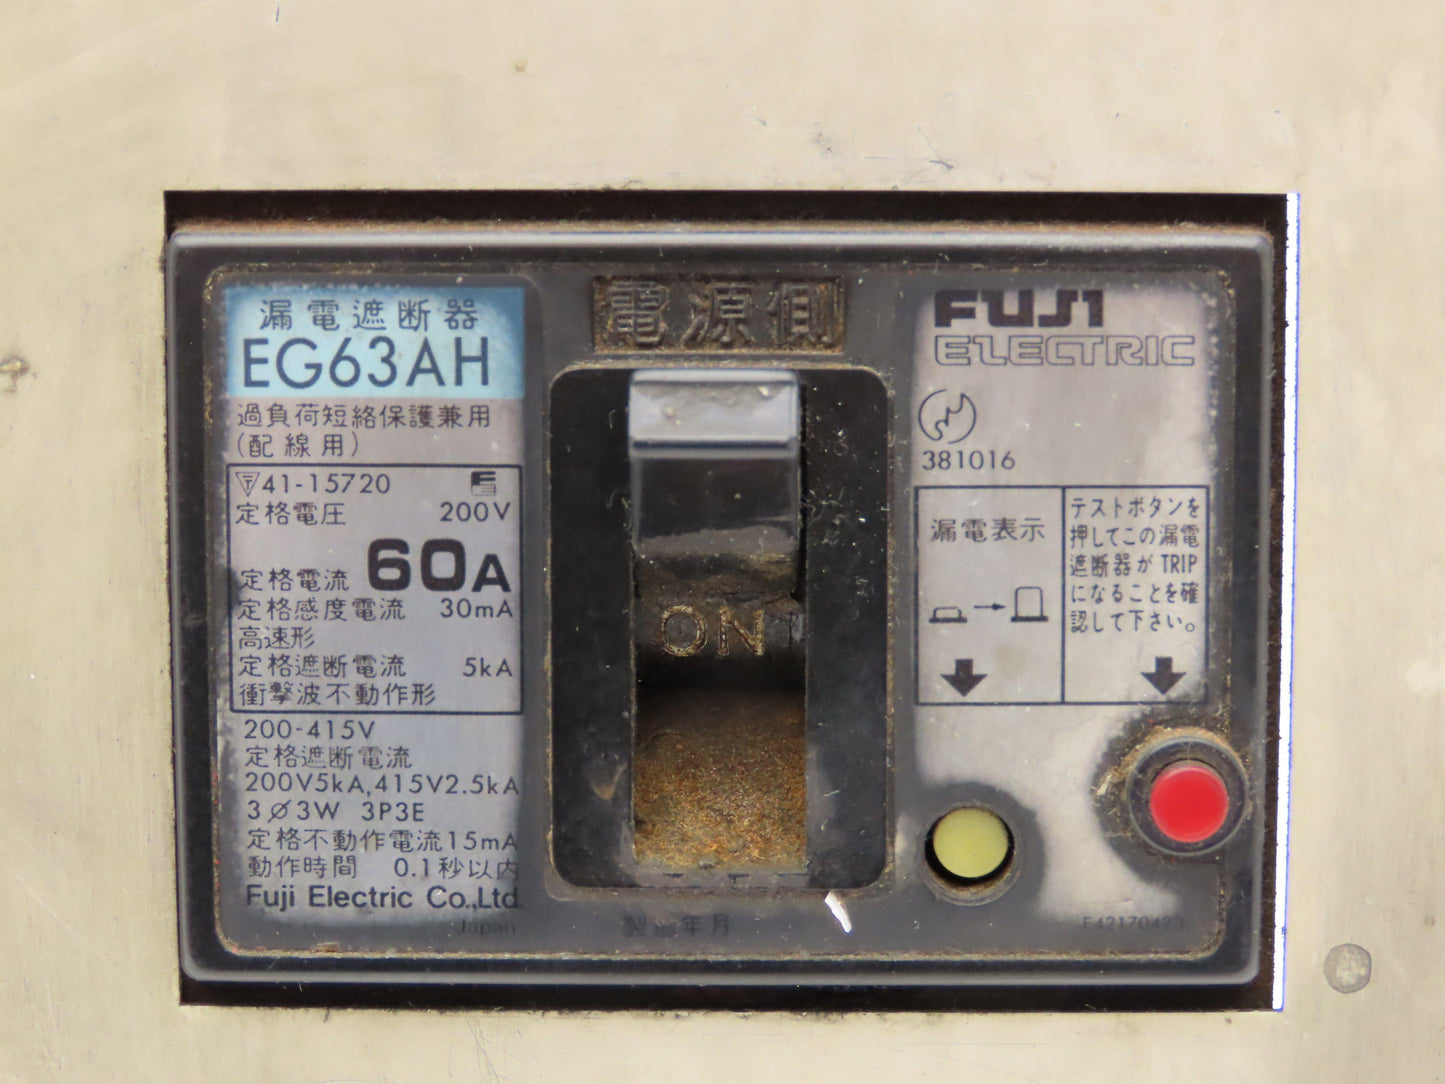 漏電遮断器
EG63AH
過負荷短絡保護兼用
(配線用)
41-15720
定格電圧 200V
定格電流 60A
定格感度電流 30mA
高速形
定格遮断電流 5kA
衝撃波不動作形
200-415V
定格遮断電流
200V5kA,415V2.5kA
3ø3W 3P3E
定格不動作電流15mA
動作時間 0.1秒以内
Fuji Electric Co.,Ltd.
Japan
電源側
ON
製造年月
FUJI
ELECTRIC
381016
漏電表示
テストボタンを
押してこの漏電
遮断器がTRIP
になることを確
認して下さい。